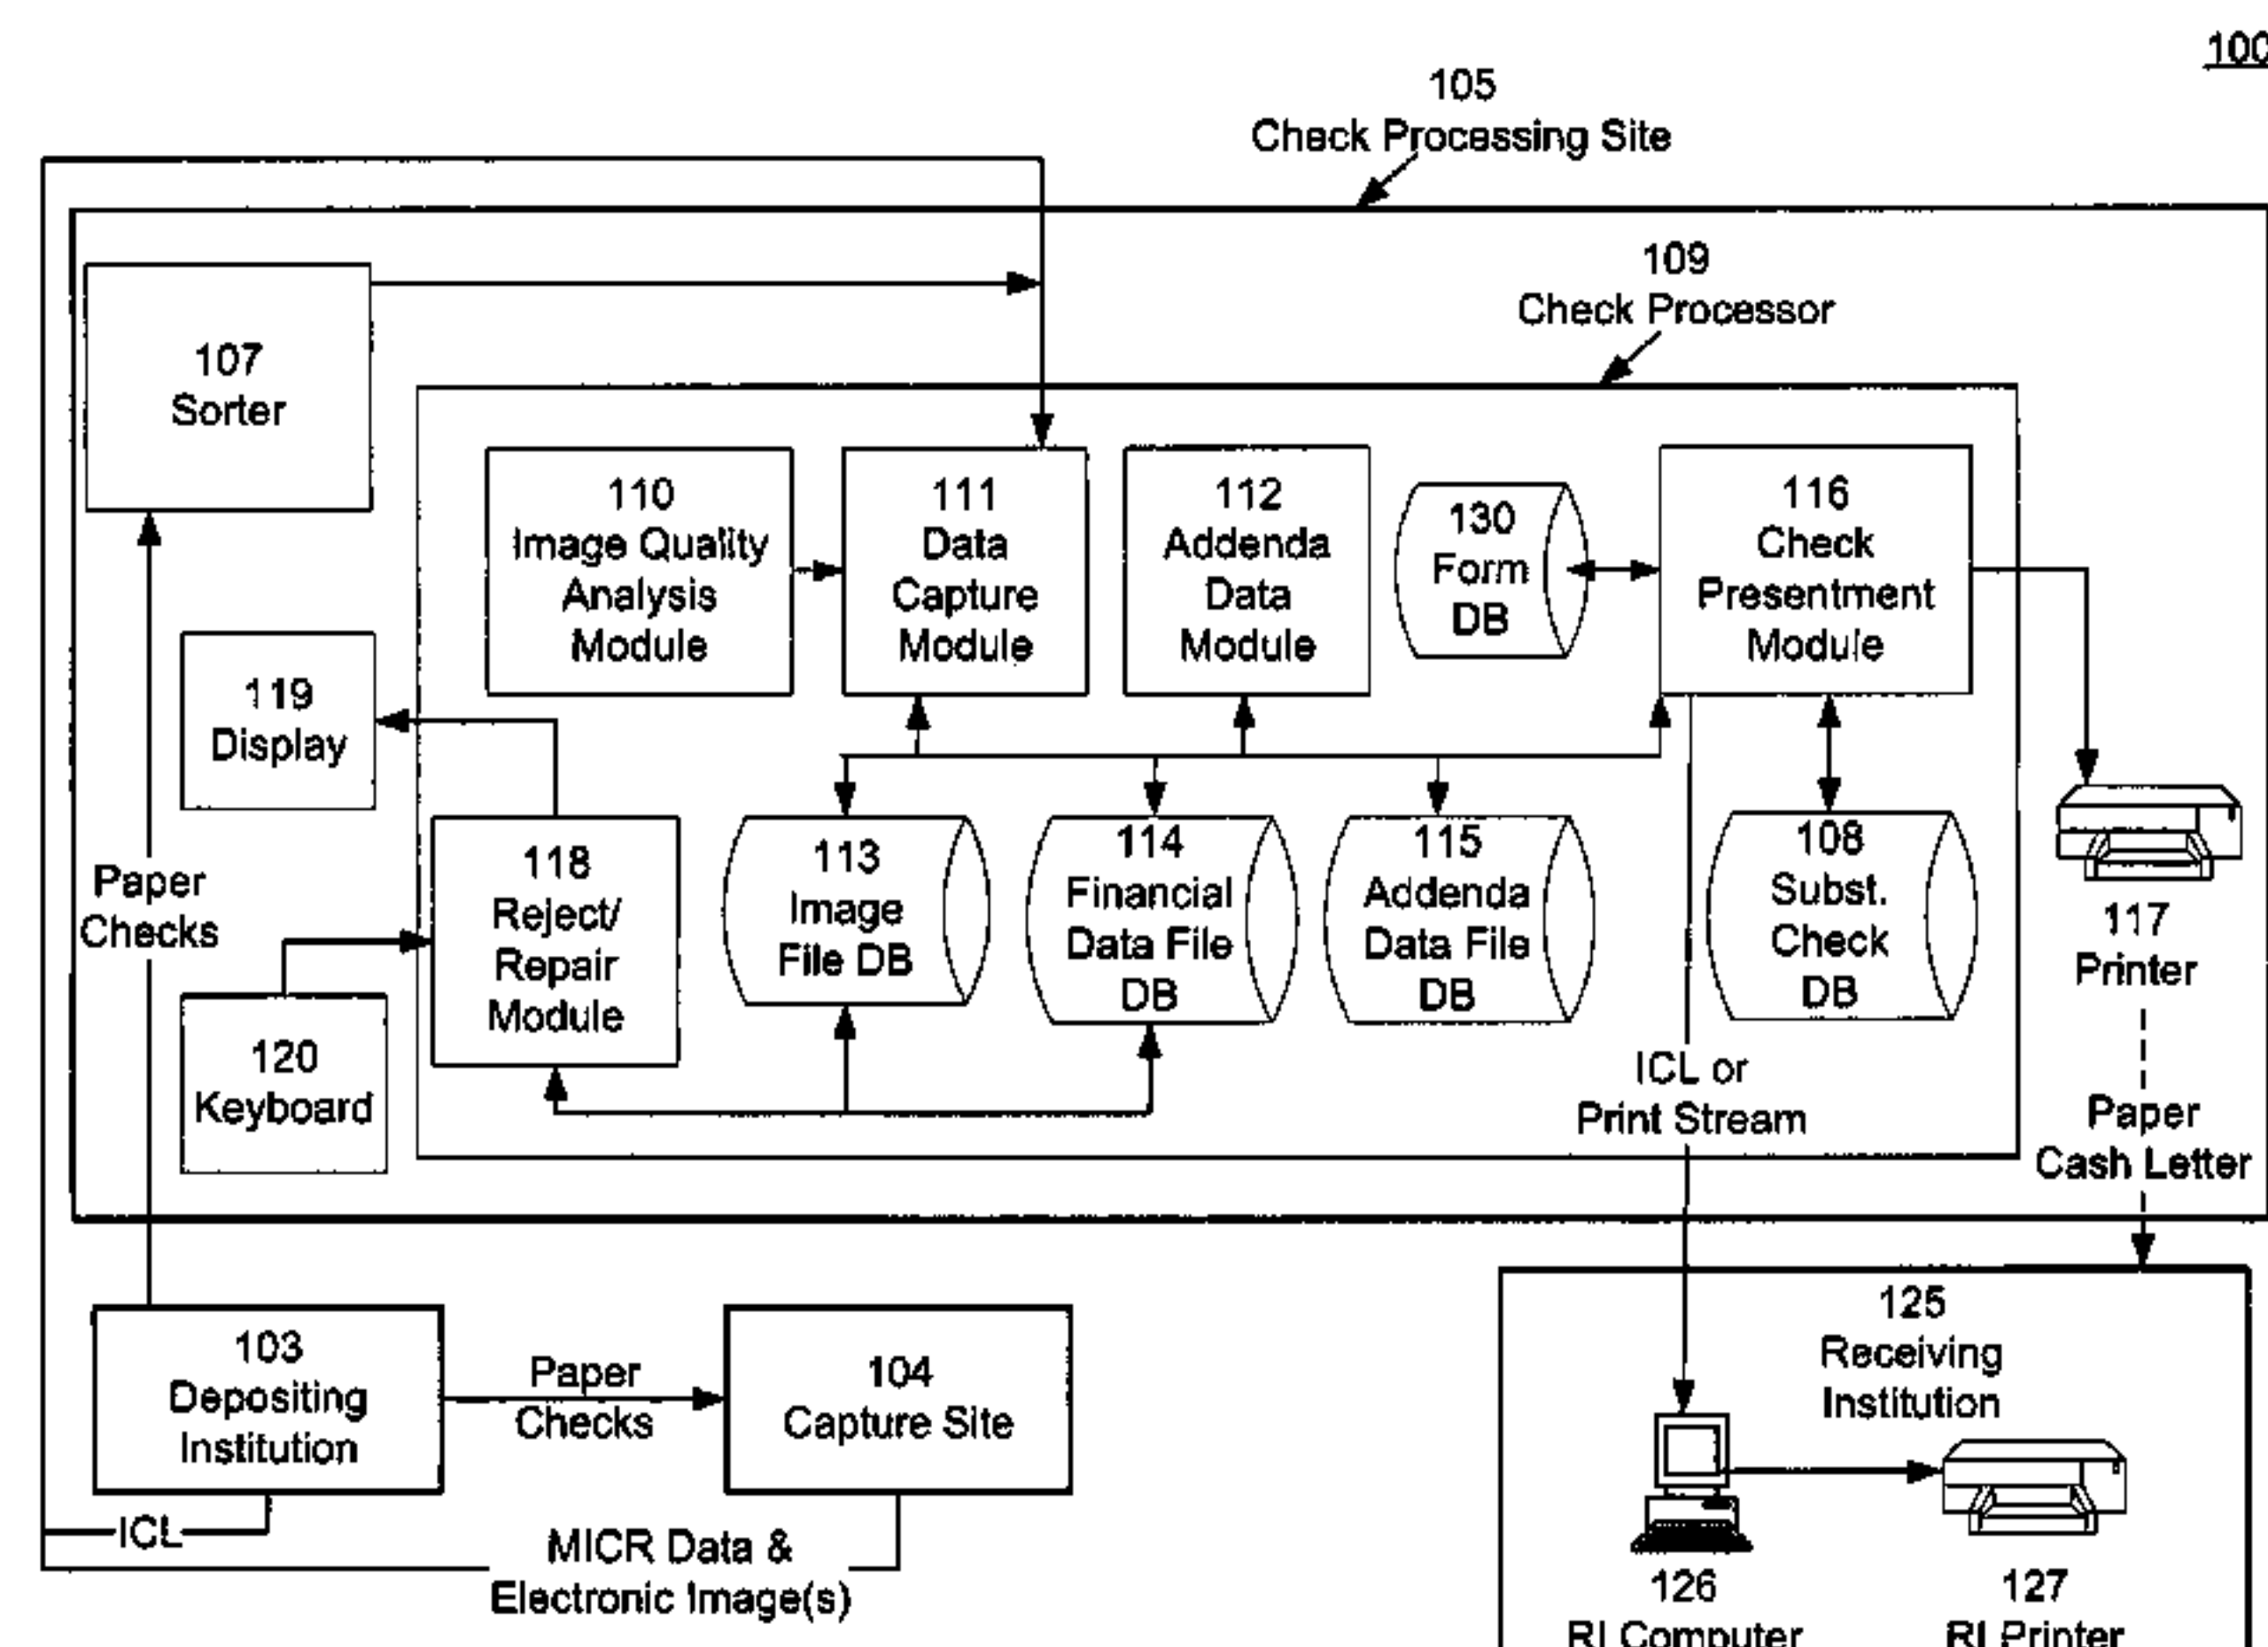 100
105
Check Processing Site
109
Check Processor
107
Sorter
110
Image Quality
Analysis
Module
111
Data
Capture
Module
112
Addenda
Data
Module
130
Form
DB
116
Check
Presentment
Module
119
Display
Paper
Checks
118
Reject/
Repair
Module
113
Image
File DB
114
Financial
Data File
DB
115
Addenda
Data File
DB
108
Subst.
Check
DB
117
Printer
120
Keyboard
ICL or
Print Stream
Paper
Cash Letter
103
Depositing
Institution
Paper
Checks
104
Capture Site
125
Receiving
Institution
ICL
MICR Data &
Electronic Image(s)
126
RI Computer
127
RI Printer